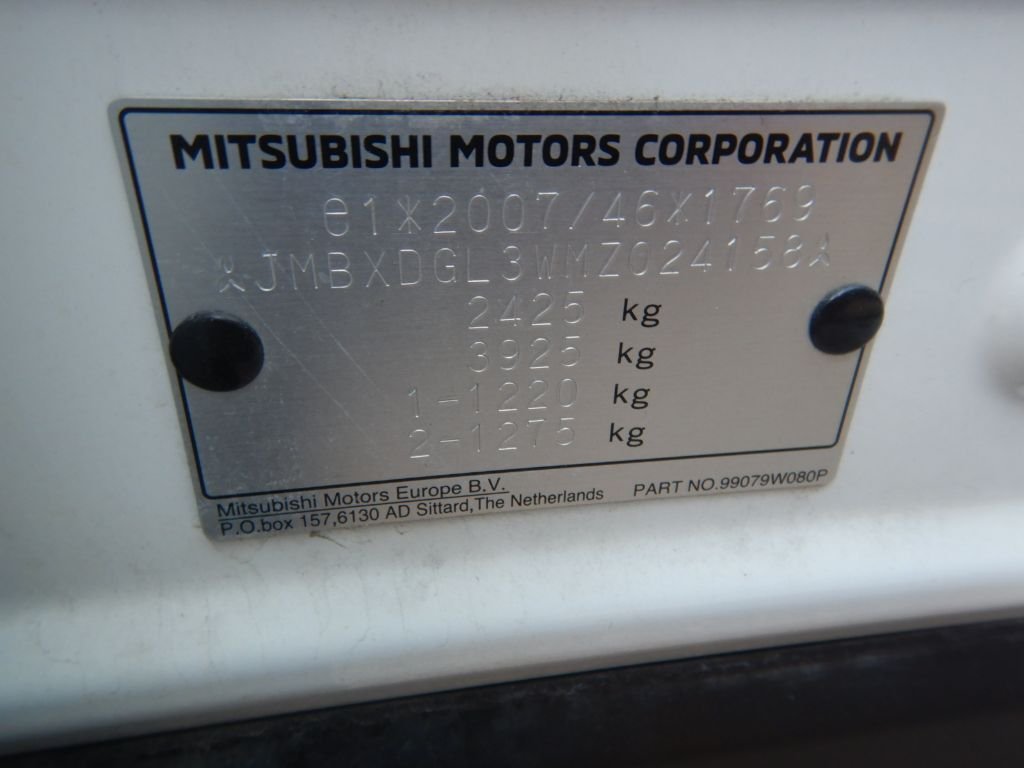 MITSUBISHI MOTORS CORPORATION
e1*2007/46*1769
JMBXDGL3WMZ024158
2425 kg
3925 kg
1-1220 kg
2-1275 kg
Mitsubishi Motors Europe B.V.
P.O.box 157,6130 AD Sittard,The Netherlands PART NO.99079W080P